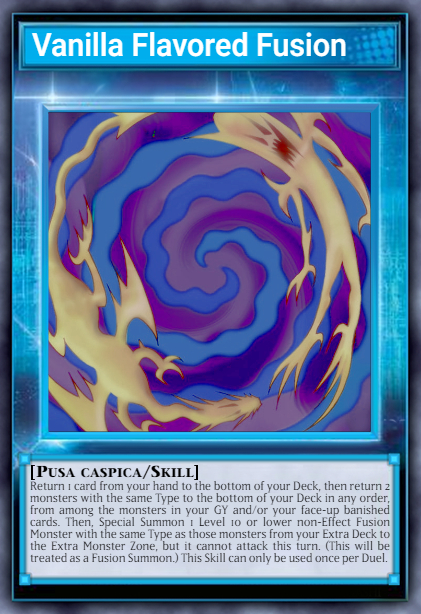 Vanilla Flavored Fusion
[Pusa caspica/Skill]
Return 1 card from your hand to the bottom of your Deck, then return 2
monsters with the same Type to the bottom of your Deck in any order,
from among the monsters in your GY and/or your face-up banished
cards. Then, Special Summon 1 Level 10 or lower non-Effect Fusion
Monster with the same Type as those monsters from your Extra Deck to
the Extra Monster Zone, but it cannot attack this turn. (This will be
treated as a Fusion Summon.) This Skill can only be used once per Duel.